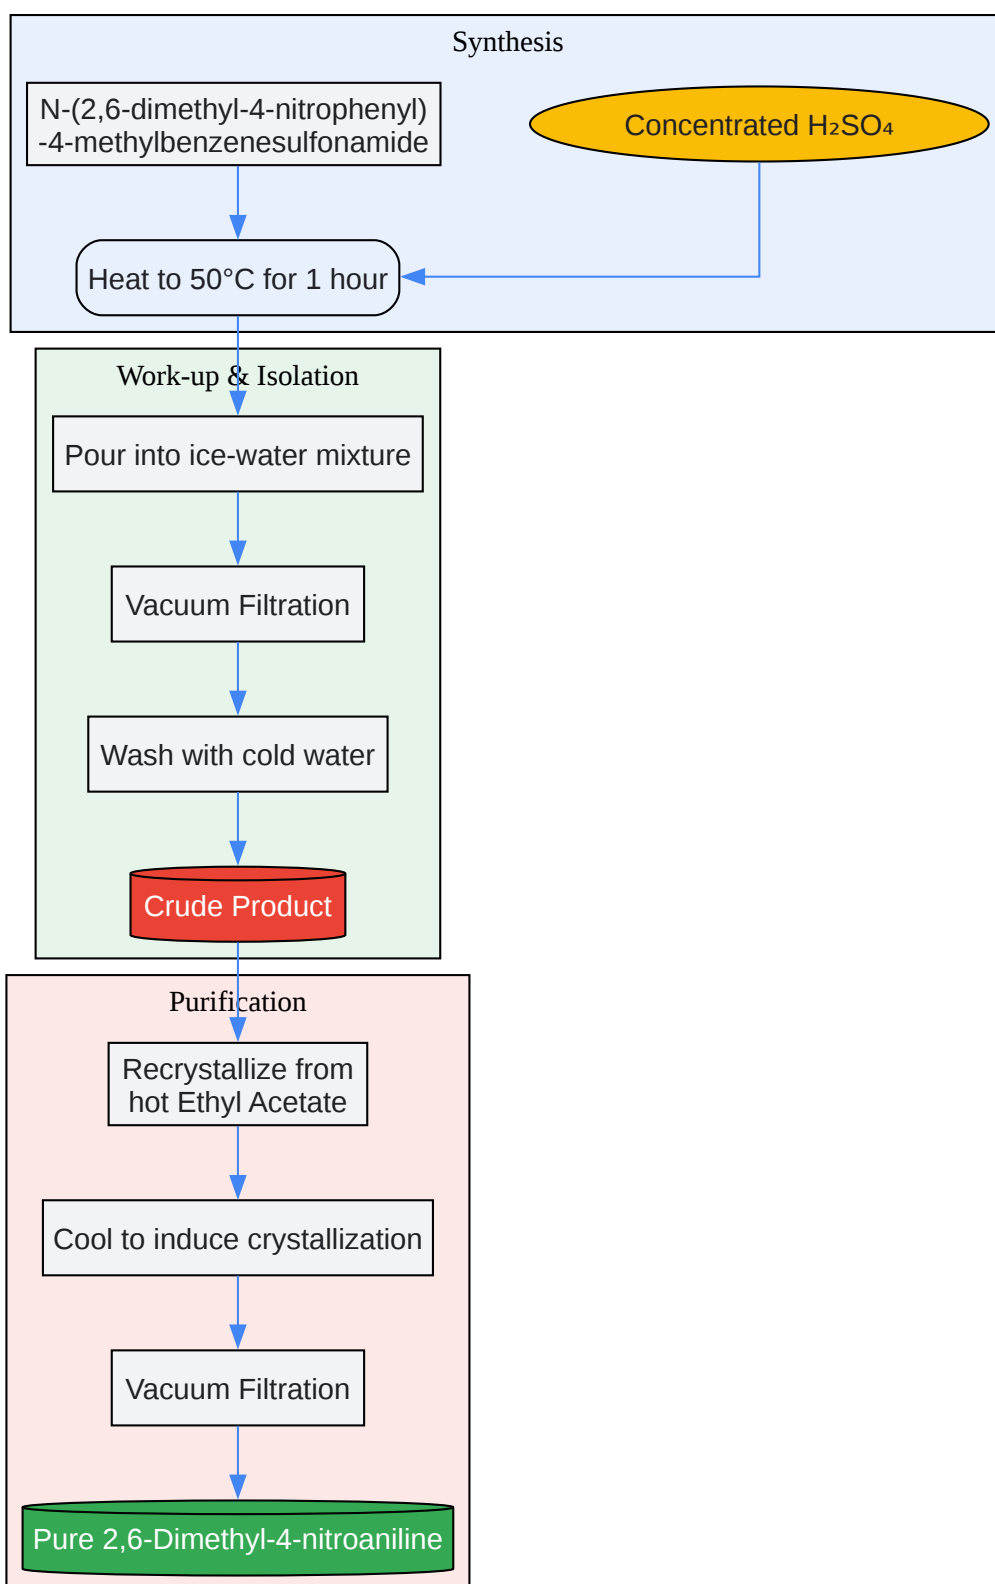 Synthesis
N-(2,6-dimethyl-4-nitrophenyl)
-4-methylbenzenesulfonamide
Concentrated H₂SO₄
Heat to 50°C for 1 hour
Work-up & Isolation
Pour into ice-water mixture
Vacuum Filtration
Wash with cold water
Crude Product
Purification
Recrystallize from
hot Ethyl Acetate
Cool to induce crystallization
Vacuum Filtration
Pure 2,6-Dimethyl-4-nitroaniline